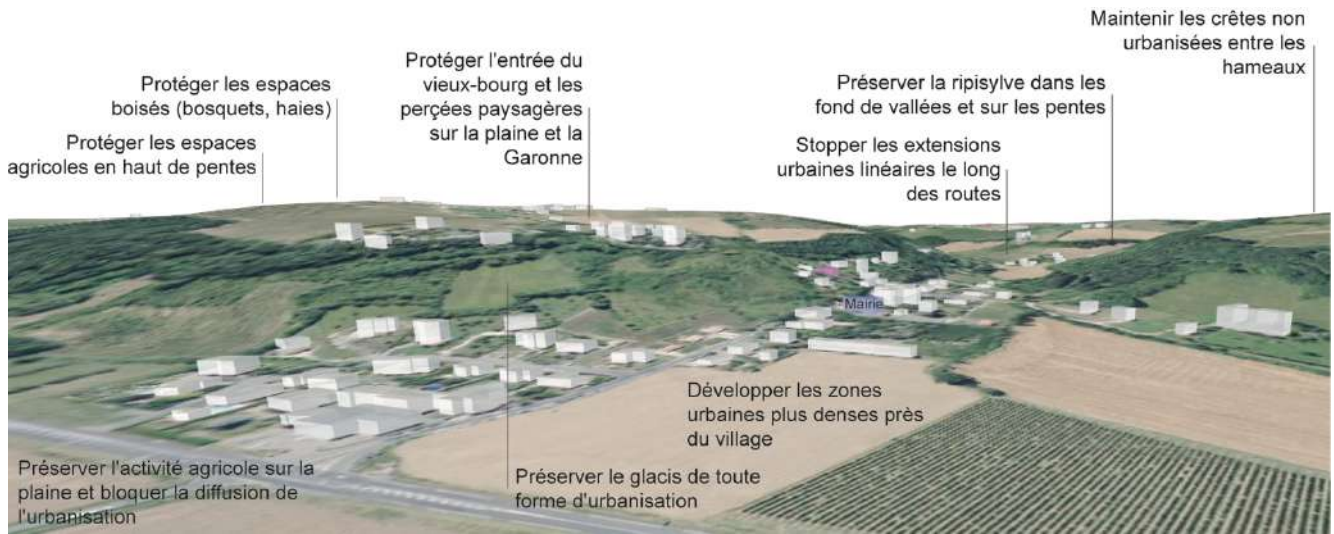 Protéger les espaces
boisés (bosquets, haies)
Protéger les espaces
agricoles en haut de pentes
Protéger l'entrée du
vieux-bourg et les
perçées paysagère
sur la plaine et la
Garonne
Maintenir les crêtes non
urbanisées entre les
hameaux
Préserver la ripisylve dans les
fond de vallées et sur les pentes
Stopper les extensions
urbaines linéaires le long
des routes
Mairie
Développer les zones
urbaines plus denses près
du village
Préserver l'activité agricole sur la
plaine et bloquer la diffusion de
l'urbanisation
Préserver le glacis de toute
forme d'urbanisation